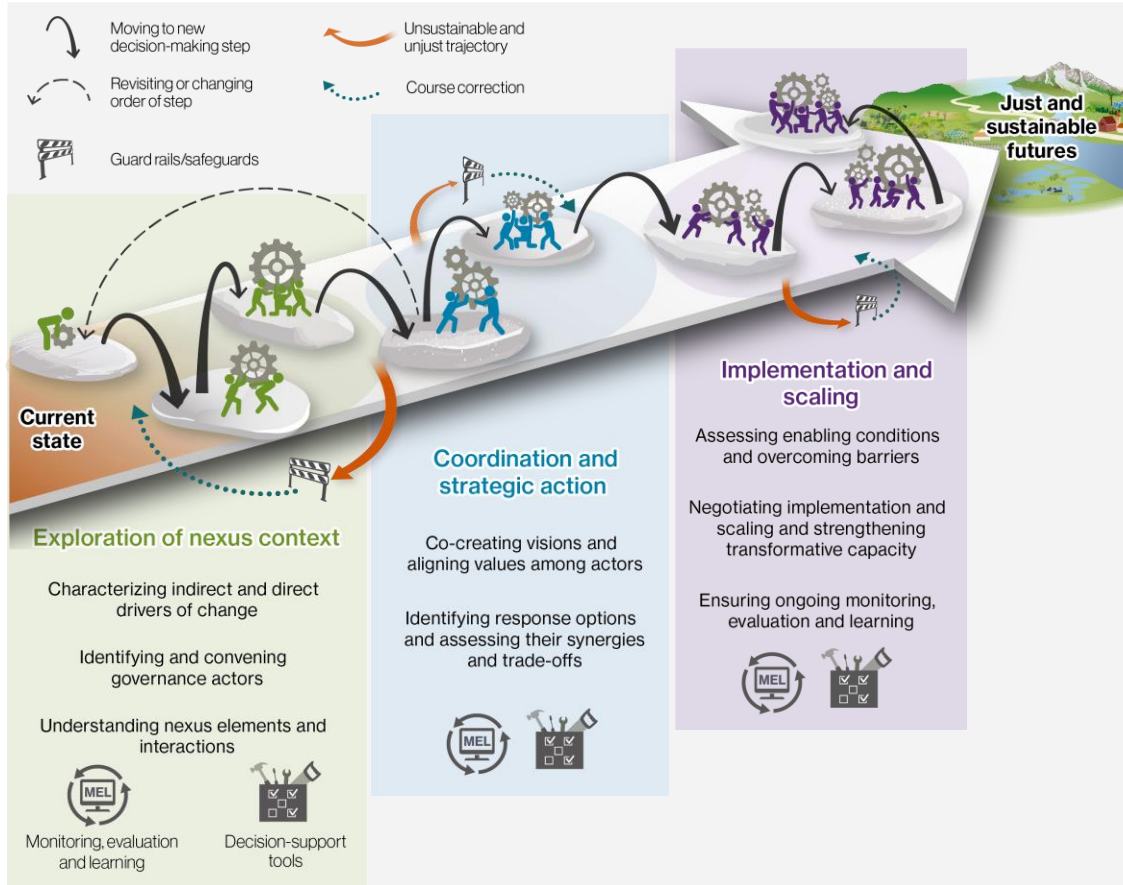 Moving to new
decision-making step
Revisiting or changing
order of step
Guard rails/safeguards
Unsustainable and
unjust trajectory
Course correction
Just and
sustainable
futures
Current
state
Exploration of nexus context
Characterizing indirect and direct
drivers of change
Identifying and convening
governance actors
Understanding nexus elements and
interactions
MEL
Monitoring, evaluation
and learning
Decision-support
tools
Coordination and
strategic action
Co-creating visions and
aligning values among actors
Identifying response options
and assessing their synergies
and trade-offs
MEL
Implementation and
scaling
Assessing enabling conditions
and overcoming barriers
Negotiating implementation and
scaling and strengthening
transformative capacity
Ensuring ongoing monitoring,
evaluation and learning
MEL